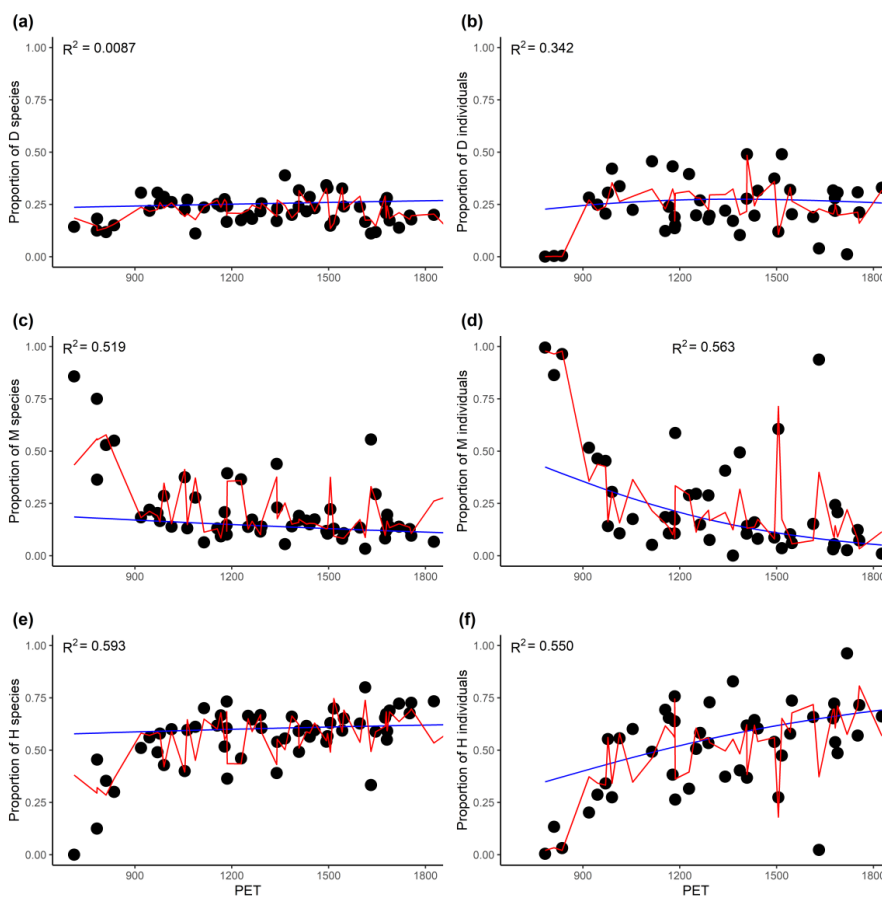 (a)
R² = 0.0087
Proportion of D species
1.00
0.75
0.50
0.25
0.00
900 1200 1500 1800
(b)
R² = 0.342
Proportion of D individuals
1.00
0.75
0.50
0.25
0.00
900 1200 1500 1800
(c)
R² = 0.519
Proportion of M species
1.00
0.75
0.50
0.25
0.00
900 1200 1500 1800
(d)
R² = 0.563
Proportion of M individuals
1.00
0.75
0.50
0.25
0.00
900 1200 1500 1800
(e)
R² = 0.593
Proportion of H species
1.00
0.75
0.50
0.25
0.00
900 1200 1500 1800
PET
(f)
R² = 0.550
Proportion of H individuals
1.00
0.75
0.50
0.25
0.00
900 1200 1500 1800
PET